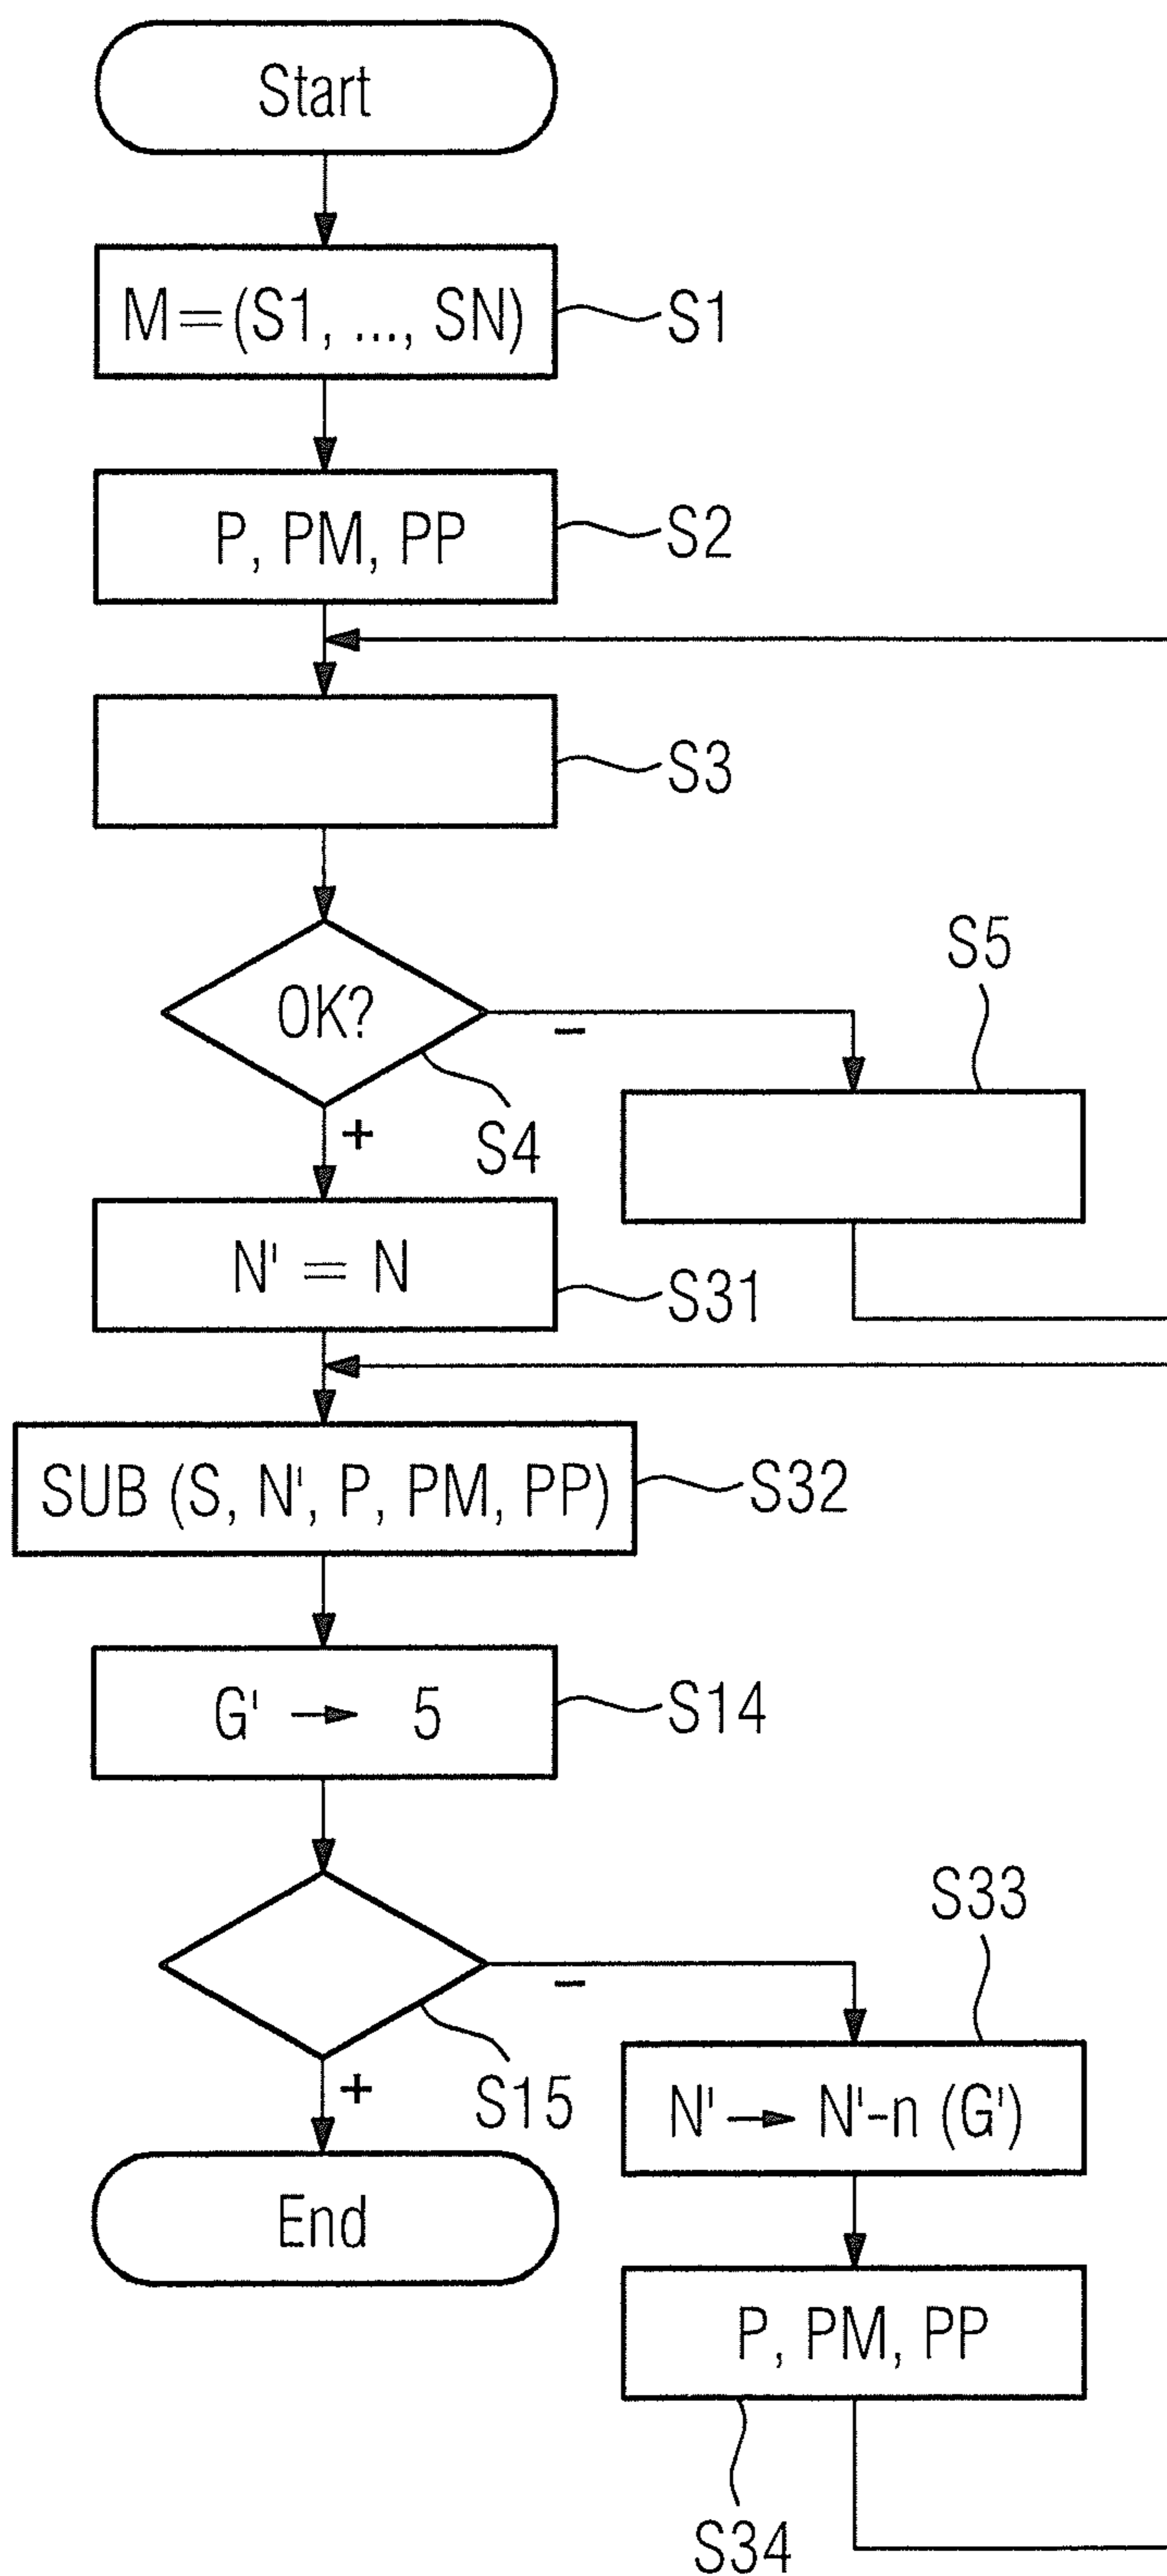 Start
M=(S1, ..., SN)
S1
P, PM, PP
S2
S3
S5
OK?
–
S4
+
N' = N
S31
SUB (S, N', P, PM, PP)
S32
G' → 5
S14
S33
–
S15
+
N' → N'-n (G')
End
P, PM, PP
S34